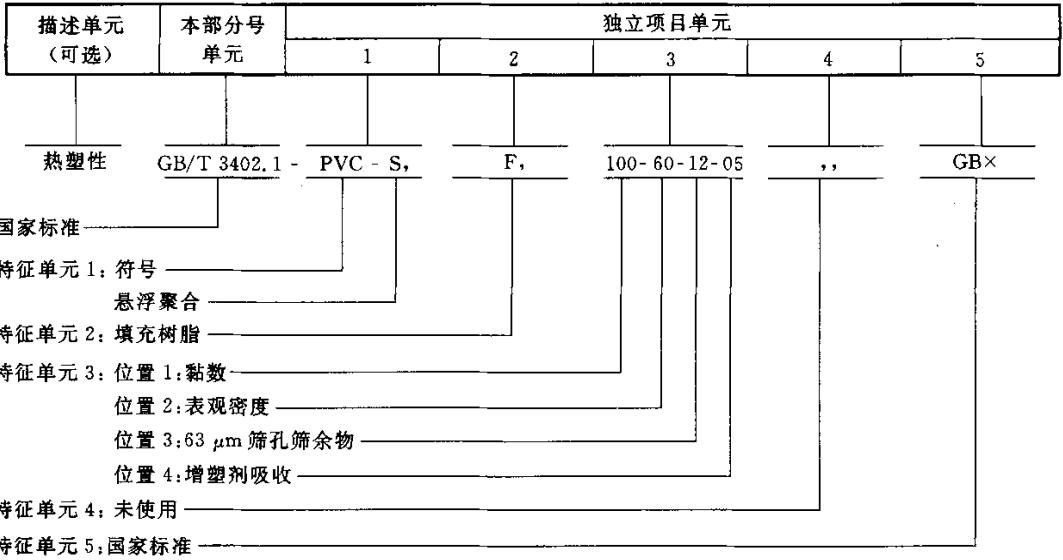 描述单元
（可选）
本部分号
单元
独立项目单元
1 2 3 4 5
热塑性 GB/T 3402.1 - PVC - S, F, 100- 60-12-05 ,, GB×
国家标准
特征单元 1: 符号
悬浮聚合
特征单元 2: 填充树脂
特征单元 3: 位置 1:黏数
位置 2:表观密度
位置 3:63 μm 筛孔筛余物
位置 4:增塑剂吸收
特征单元 4: 未使用
特征单元 5:国家标准